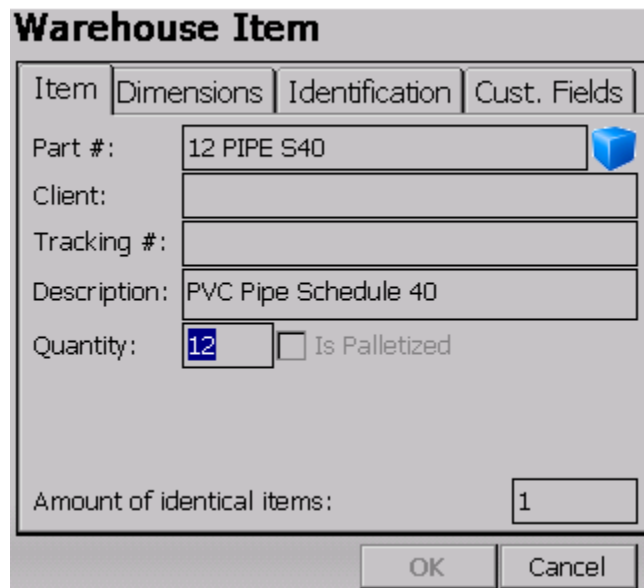 Warehouse Item
Item Dimensions Identification Cust. Fields
Part #: 12 PIPE S40
Client:
Tracking #:
Description: PVC Pipe Schedule 40
Quantity: 12 Is Palletized
Amount of identical items: 1
OK Cancel